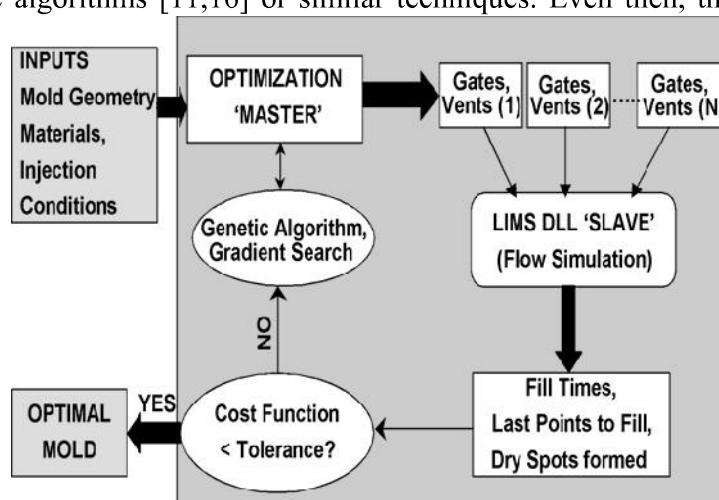 algorithms [11,16] or similar techniques. Even then,
INPUTS
Mold Geometry
Materials,
Injection
Conditions
OPTIMIZATION
‘MASTER’
Gates,
Vents (1)
Gates,
Vents (2)
Gates,
Vents (N
Genetic Algorithm,
Gradient Search
LIMS DLL ‘SLAVE’
(Flow Simulation)
NO
OPTIMAL
MOLD
YES
Cost Function
< Tolerance?
Fill Times,
Last Points to Fill,
Dry Spots formed